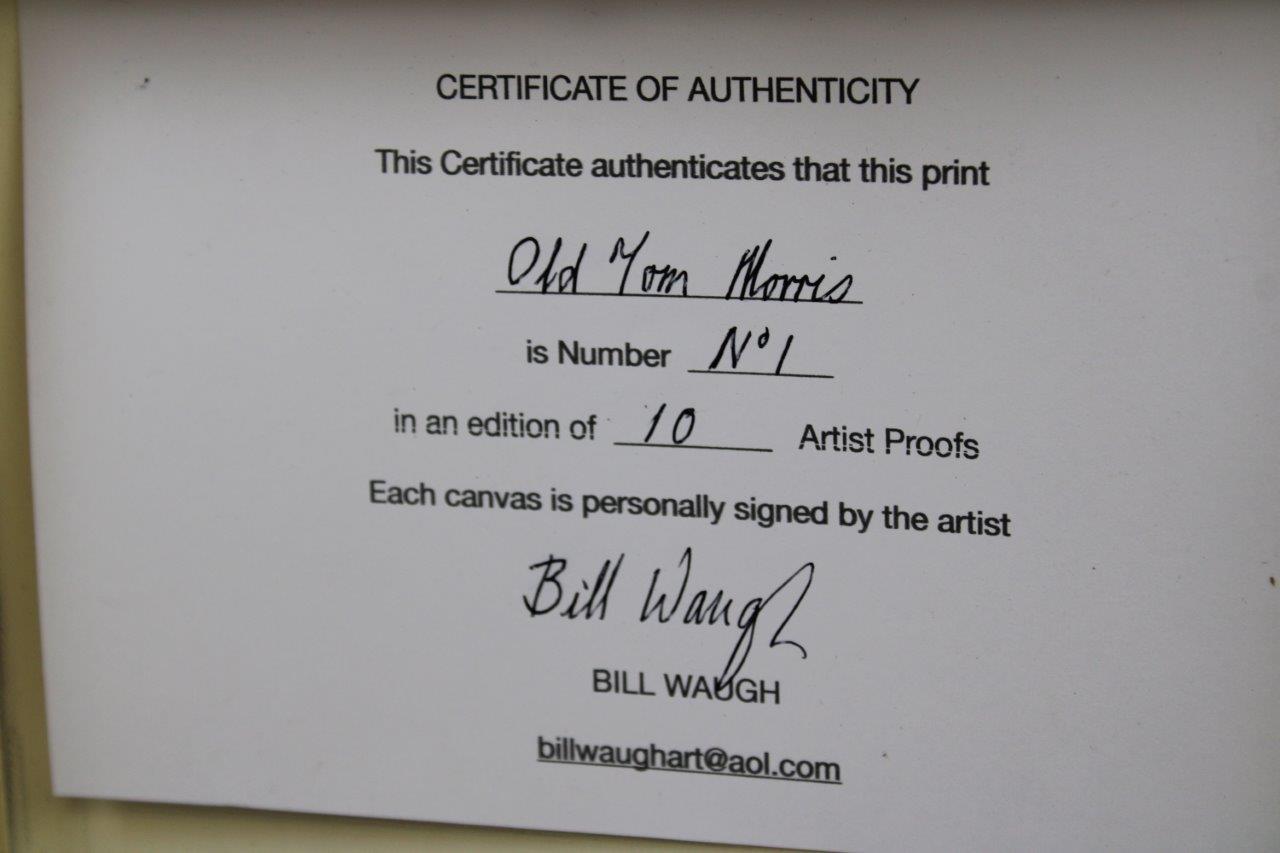 CERTIFICATE OF AUTHENTICITY
This Certificate authenticates that this print
Old Tom Morris
is Number Nº 1
in an edition of 10 Artist Proofs
Each canvas is personally signed by the artist
Bill Waugh
BILL WAUGH
billwaughart@aol.com